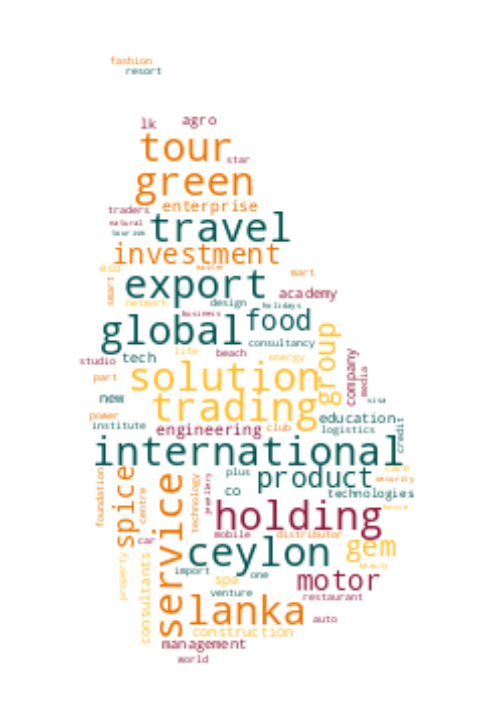 fashion
resort
lk
agro
tour
star
green
traders
enterprise
natural
tourism
travel
investment
eco
master
mart
export
smart
academy
network
design
holidays
business
global
food
group
consultancy
tech
life
beach
studio
energy
company
media
part
solution
new
trading
visa
power
education
institute
engineering
club
logistics
credit
international
foundation
spice
centre
service
technology
jewellery
plus
product
care
security
co
technologies
holding
house
car
mobile
distributor
ceylon
gem
property
consultants
import
one
spa
motor
beauty
venture
restaurant
lanka
auto
construction
management
world